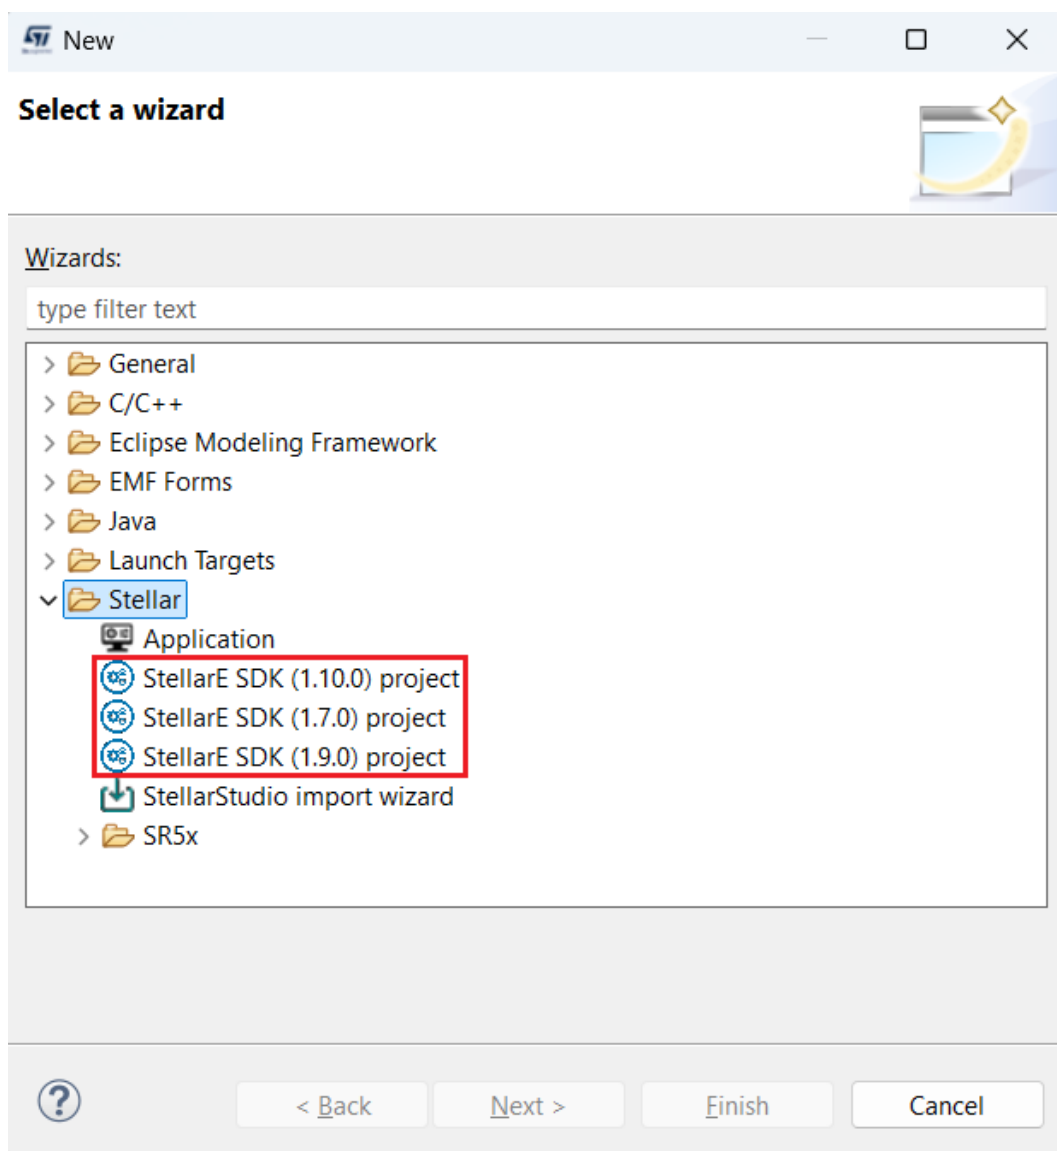 New
Select a wizard
Wizards:
type filter text
General
C/C++
Eclipse Modeling Framework
EMF Forms
Java
Launch Targets
Stellar
Application
StellarE SDK (1.10.0) project
StellarE SDK (1.7.0) project
StellarE SDK (1.9.0) project
StellarStudio import wizard
SR5x
< Back Next > Finish Cancel